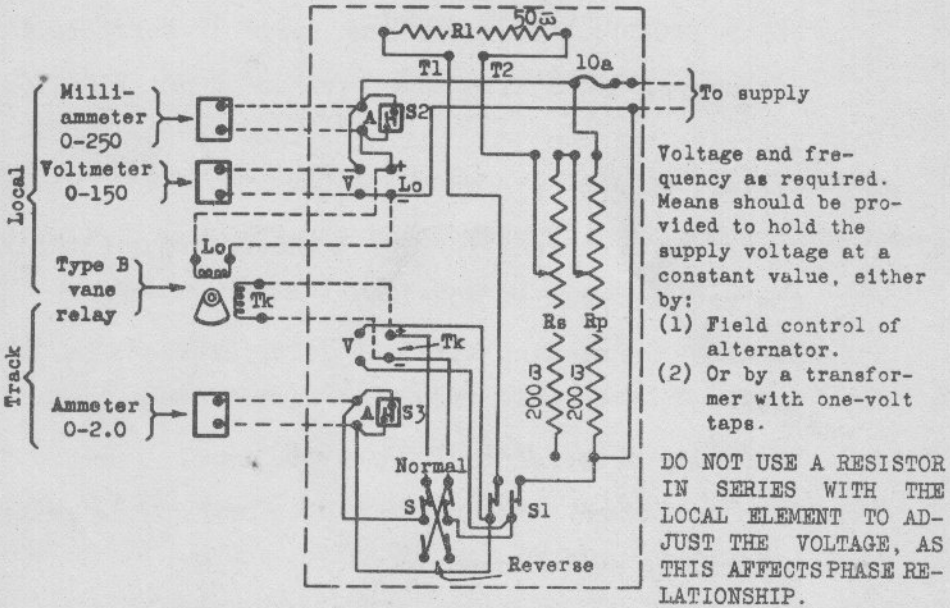 50ω
R1
T1
T2
10a
To supply
Milli-
ammeter
0-250
A
S2
Voltmeter
0-150
V
+
Lo
-
Local
Lo
Type B
vane
relay
Tk
V
+
Tk
-
Rs
Rp
200 ω
200 ω
Track
Ammeter
0-2.0
A
S3
Normal
S
S1
Reverse
Voltage and fre-
quency as required.
Means should be pro-
vided to hold the
supply voltage at a
constant value, either
by:
(1) Field control of
alternator.
(2) Or by a transfor-
mer with one-volt
taps.
DO NOT USE A RESISTOR
IN SERIES WITH THE
LOCAL ELEMENT TO AD-
JUST THE VOLTAGE, AS
THIS AFFECTS PHASE RE-
LATIONSHIP.